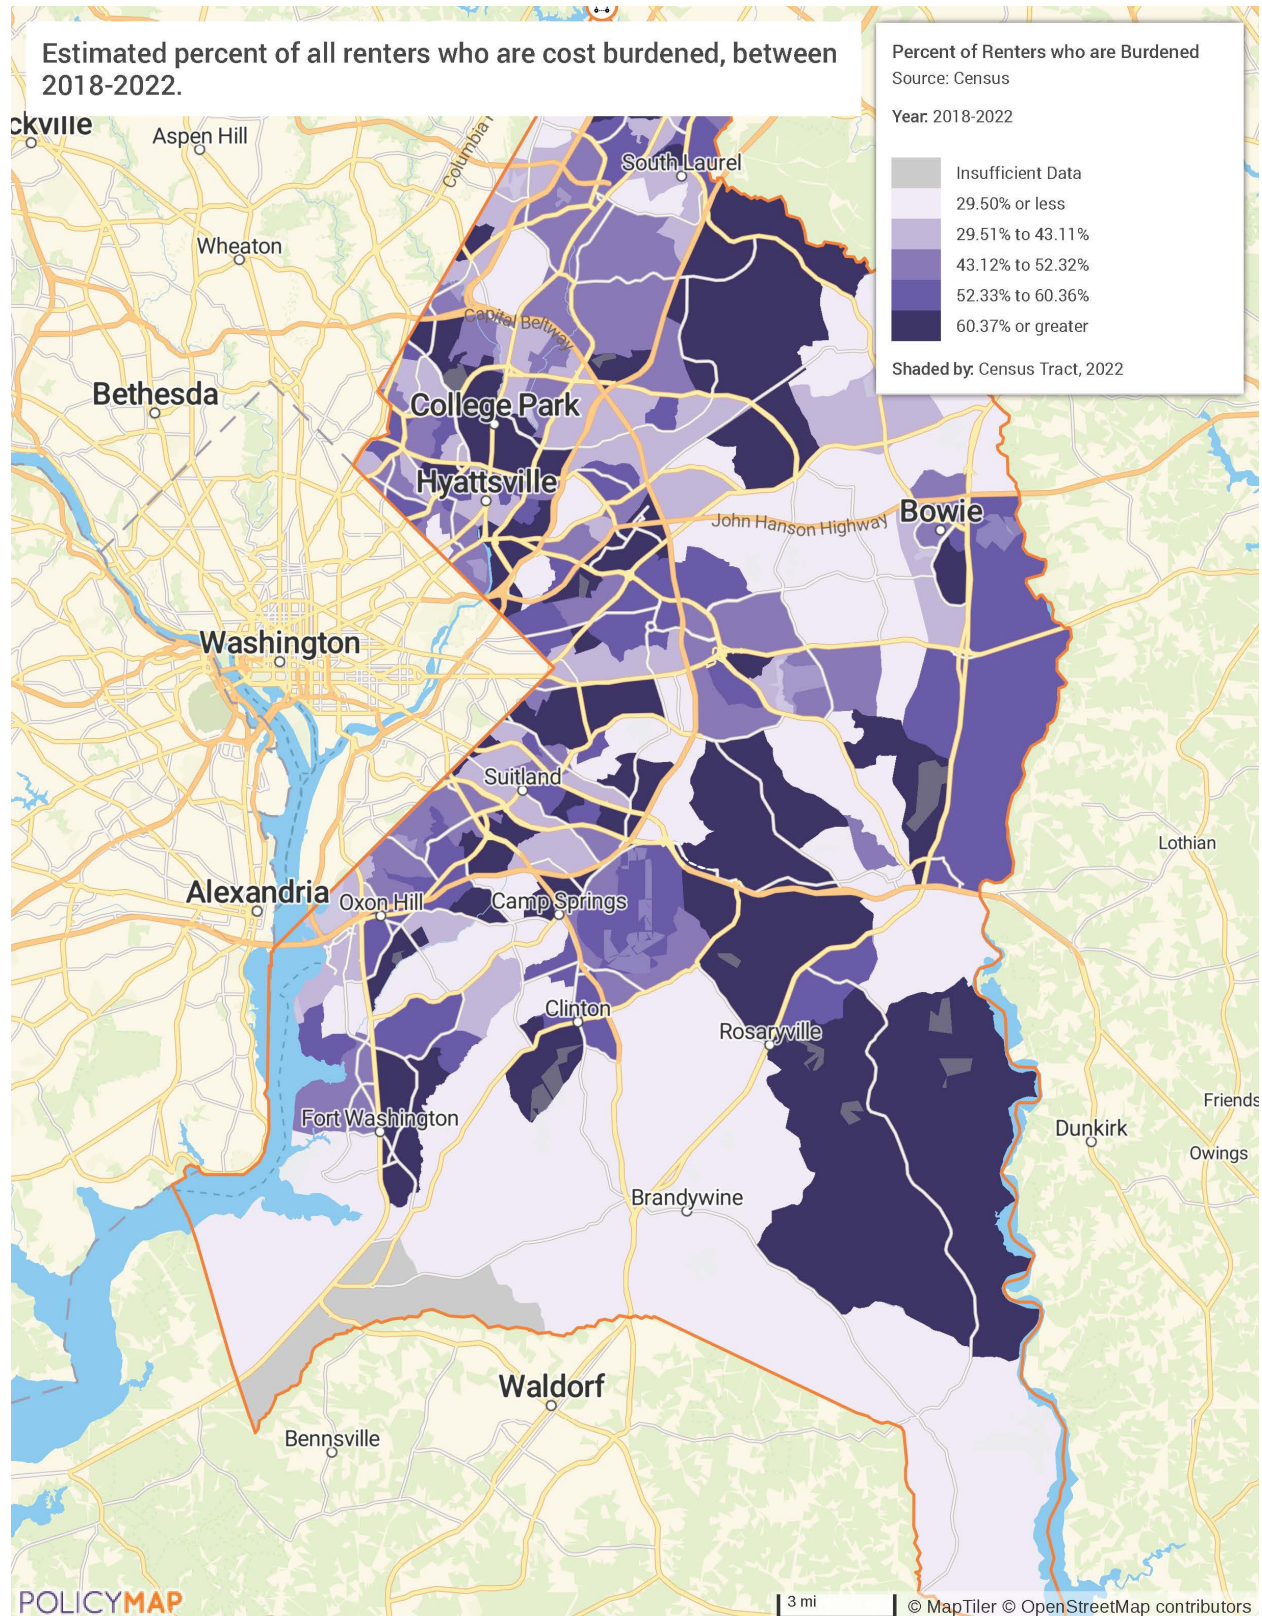 Estimated percent of all renters who are cost burdened, between
2018-2022.
Percent of Renters who are Burdened
Source: Census
Year: 2018-2022
Insufficient Data
29.50% or less
29.51% to 43.11%
43.12% to 52.32%
52.33% to 60.36%
60.37% or greater
Shaded by: Census Tract, 2022
ckville
Aspen Hill
Columbia
South Laurel
Wheaton
Capital Beltway
Bethesda
College Park
Hyattsville
John Hanson Highway
Bowie
Washington
Suitland
Lothian
Alexandria
Oxon Hill
Camp Springs
Clinton
Rosaryville
Friends
Fort Washington
Dunkirk
Owings
Brandywine
Waldorf
Bennsville
POLICYMAP
3 mi
© MapTiler © OpenStreetMap contributors